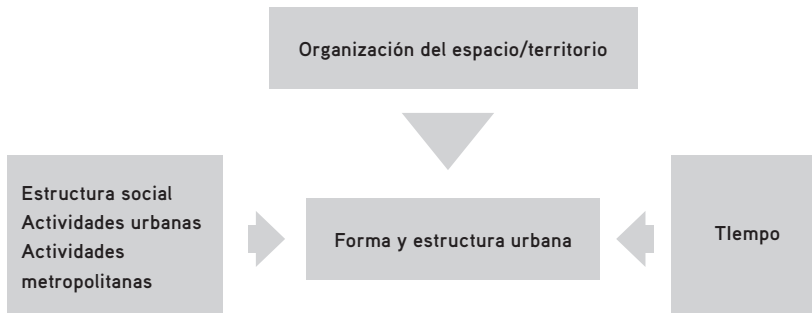 Organización del espacio/territorio
Estructura social
Actividades urbanas
Actividades
metropolitanas
Forma y estructura urbana
TIempo